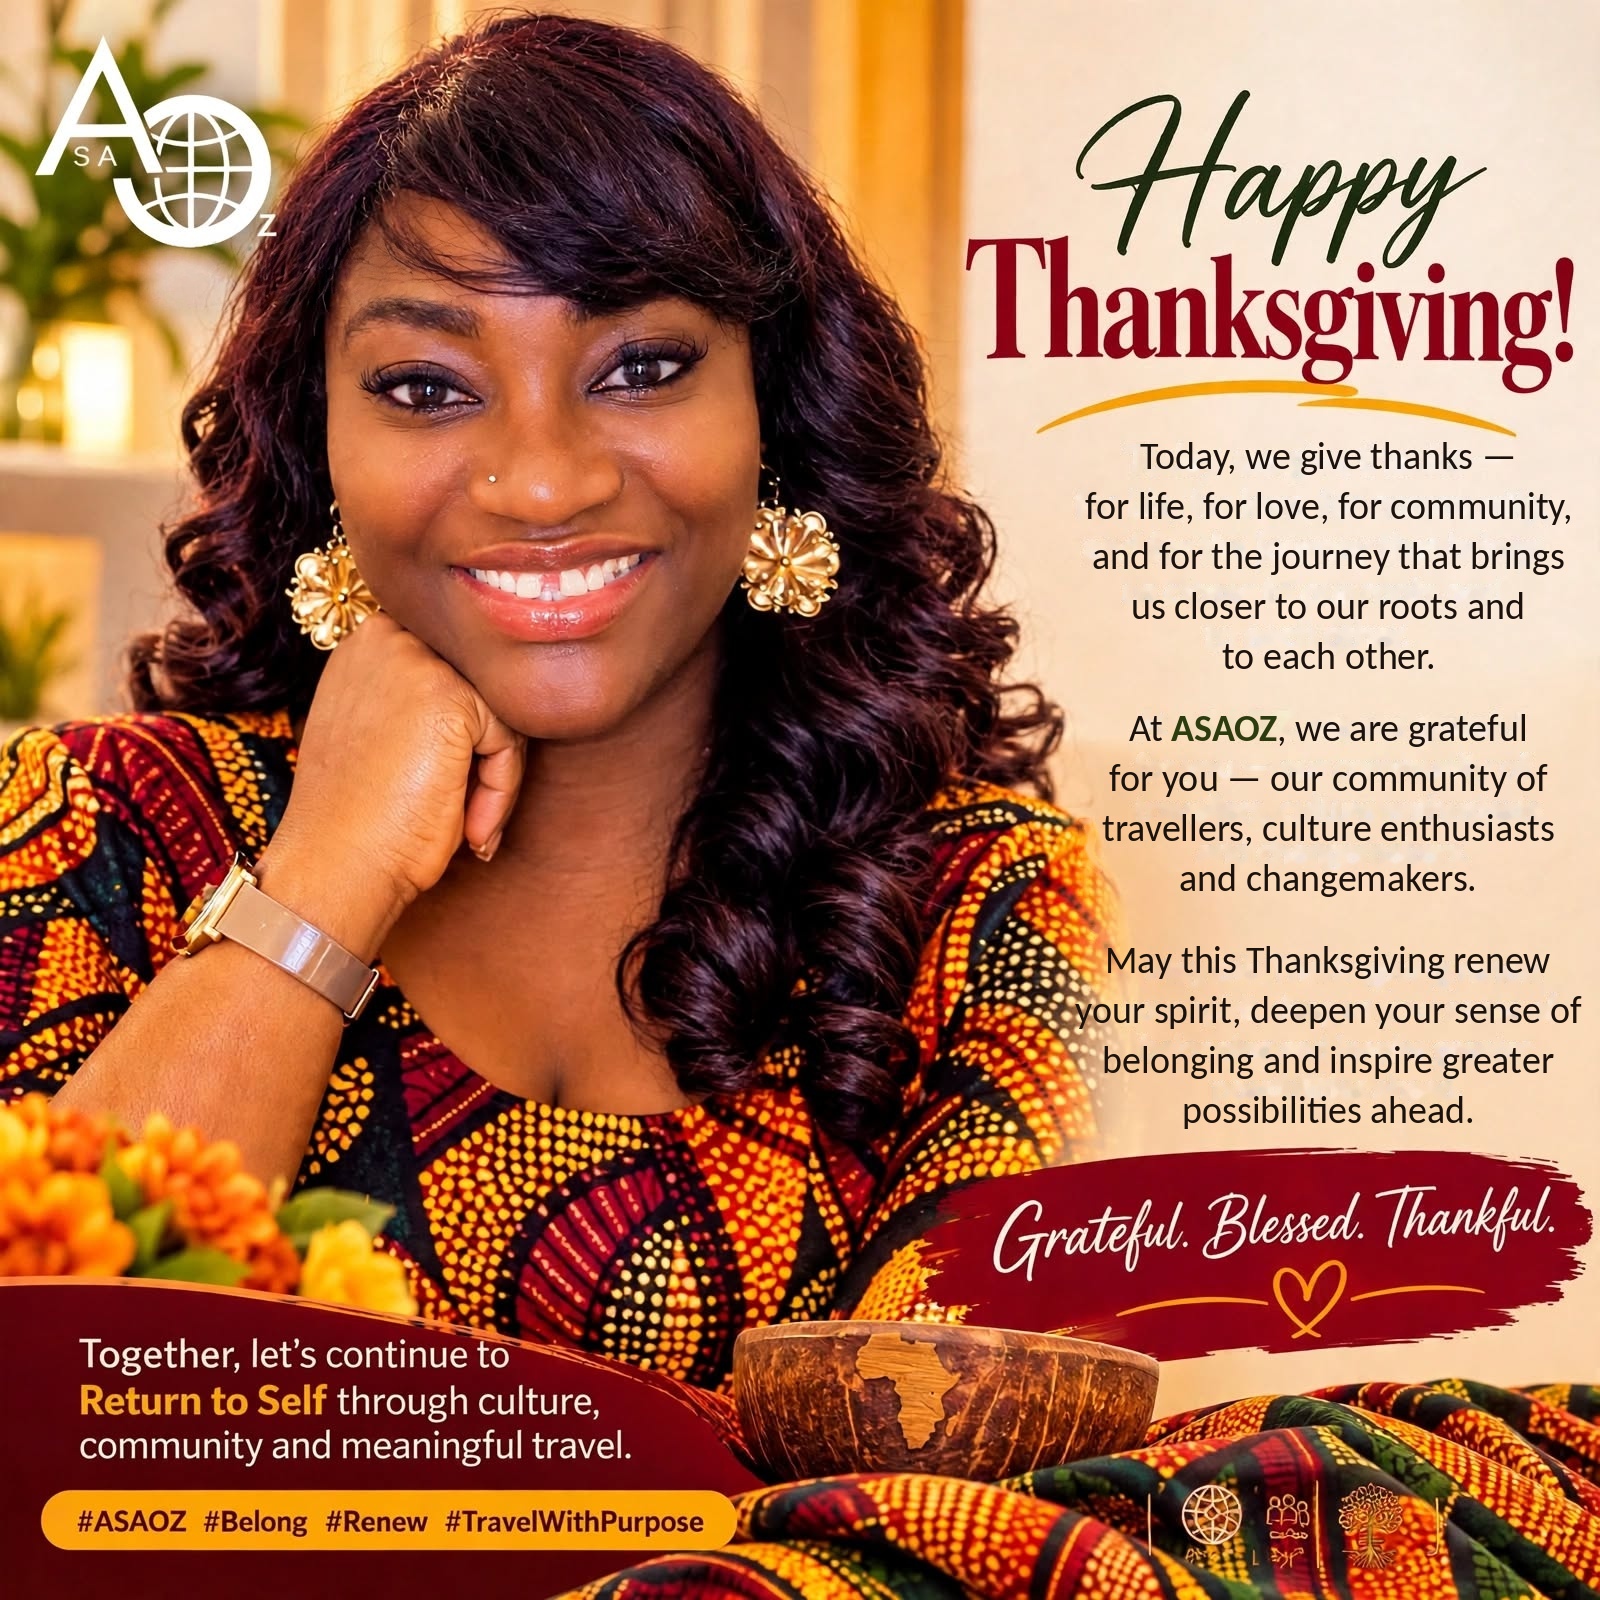 A
SA
Z
Happy
Thanksgiving!
Today, we give thanks —
for life, for love, for community,
and for the journey that brings
us closer to our roots and
to each other.
At ASAOZ, we are grateful
for you — our community of
travellers, culture enthusiasts
and changemakers.
May this Thanksgiving renew
your spirit, deepen your sense of
belonging and inspire greater
possibilities ahead.
Grateful. Blessed. Thankful.
Together, let’s continue to
Return to Self through culture,
community and meaningful travel.
#ASAOZ #Belong #Renew #TravelWithPurpose